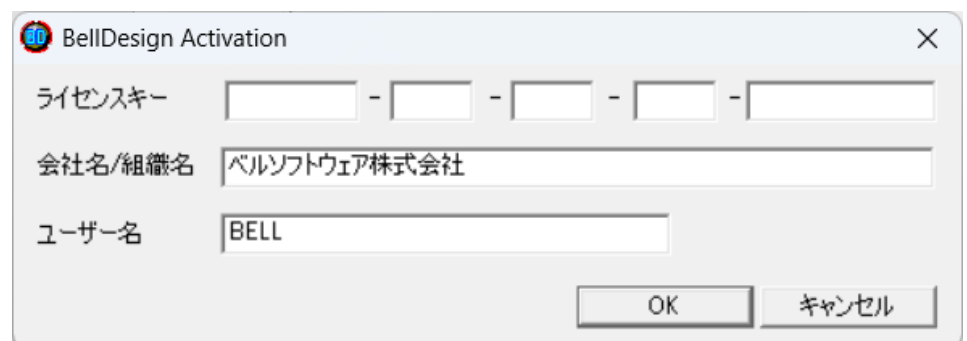 BD BellDesign Activation
ライセンスキー - - - -
会社名/組織名 ベルソフトウェア株式会社
ユーザー名 BELL
OK キャンセル